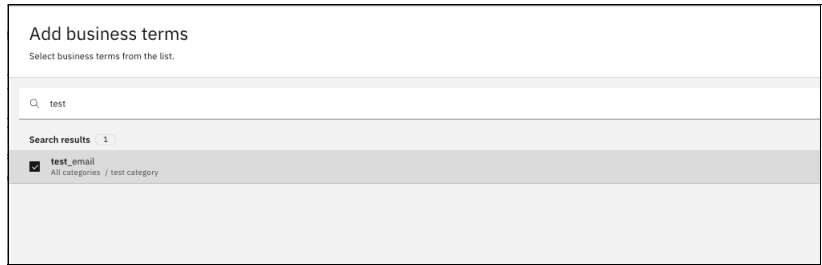 Add business terms
Select business terms from the list.
test
Search results 1
test_email
All categories / test category